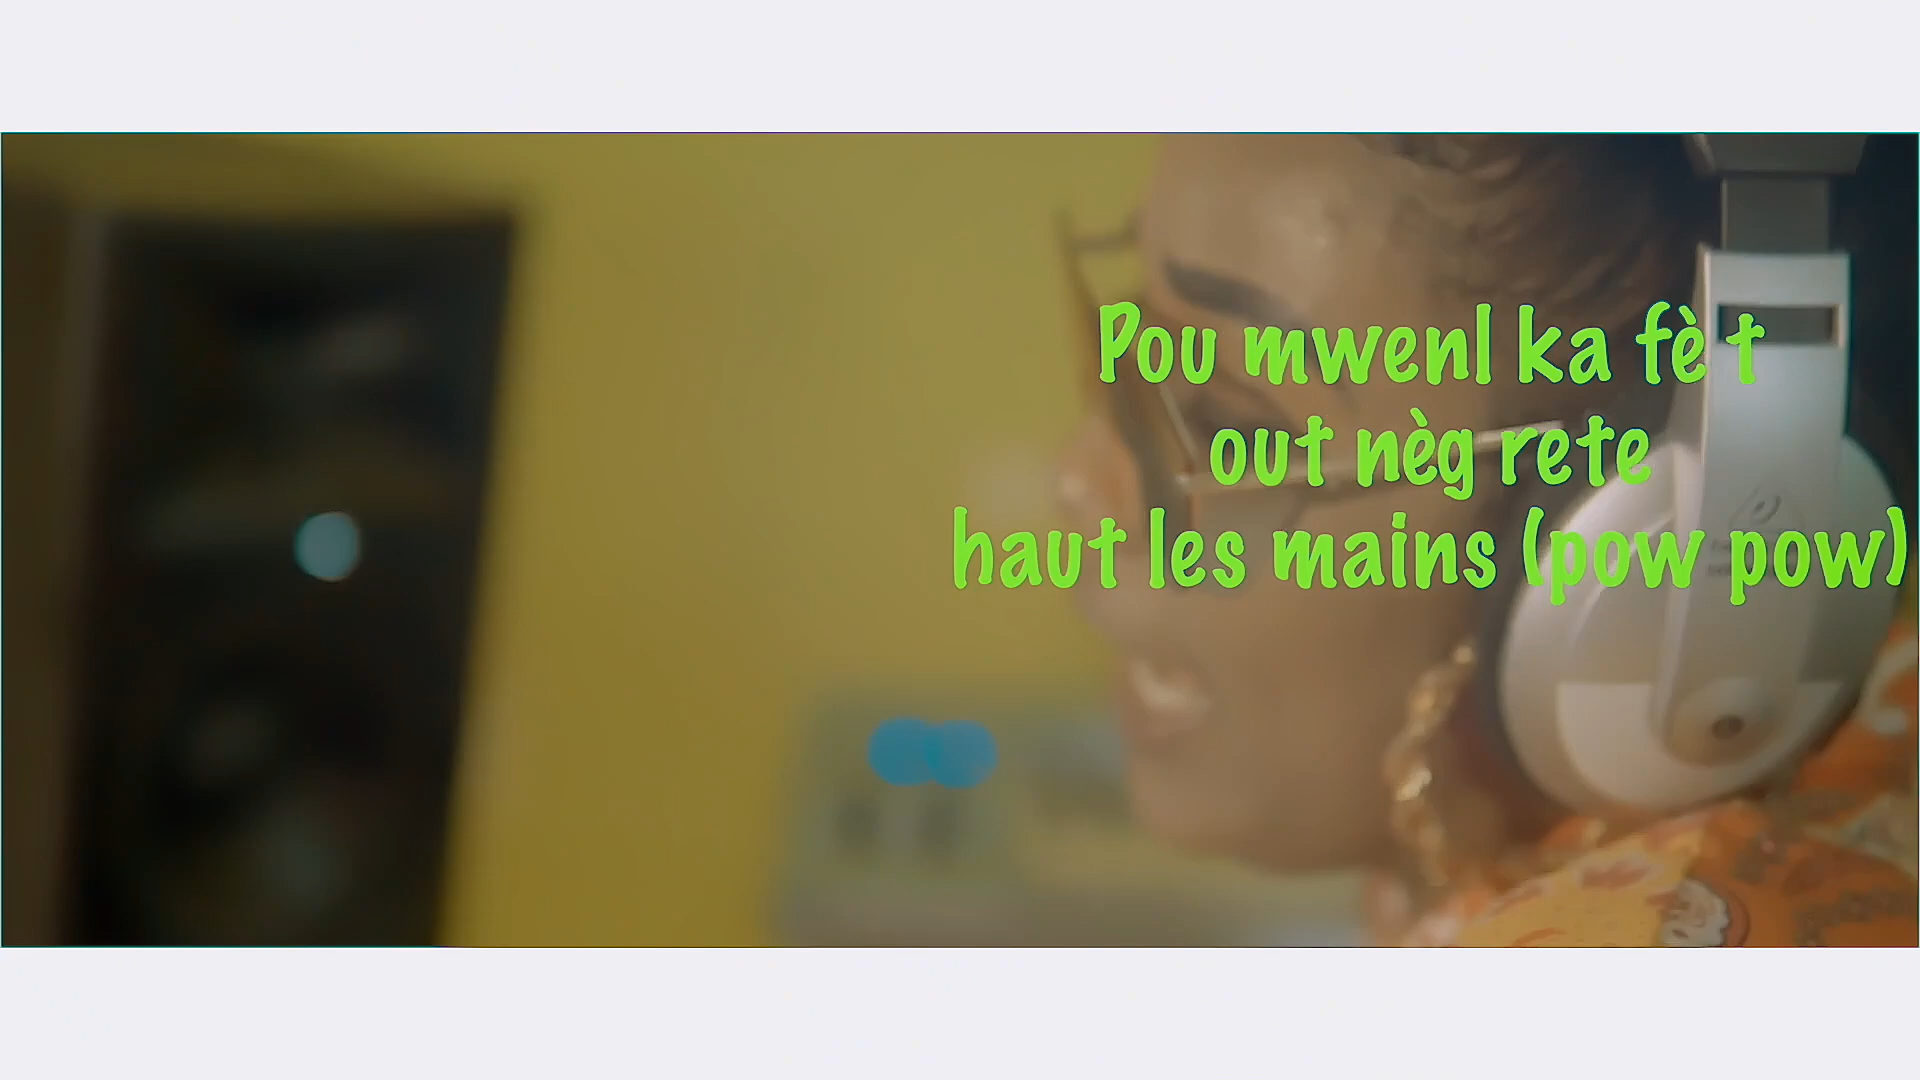 Pou mwenl ka fè t
out nèg rete
haut les mains (pow pow)